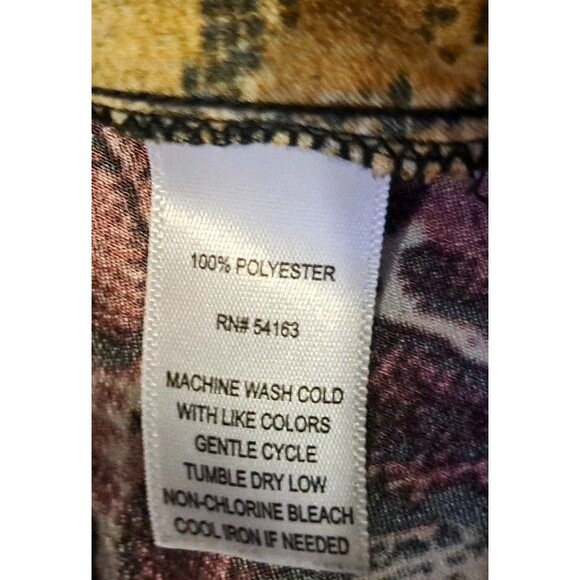 100% POLYESTER
RN# 54163
MACHINE WASH COLD
WITH LIKE COLORS
GENTLE CYCLE
TUMBLE DRY LOW
NON-CHLORINE BLEACH
COOL IRON IF NEEDED